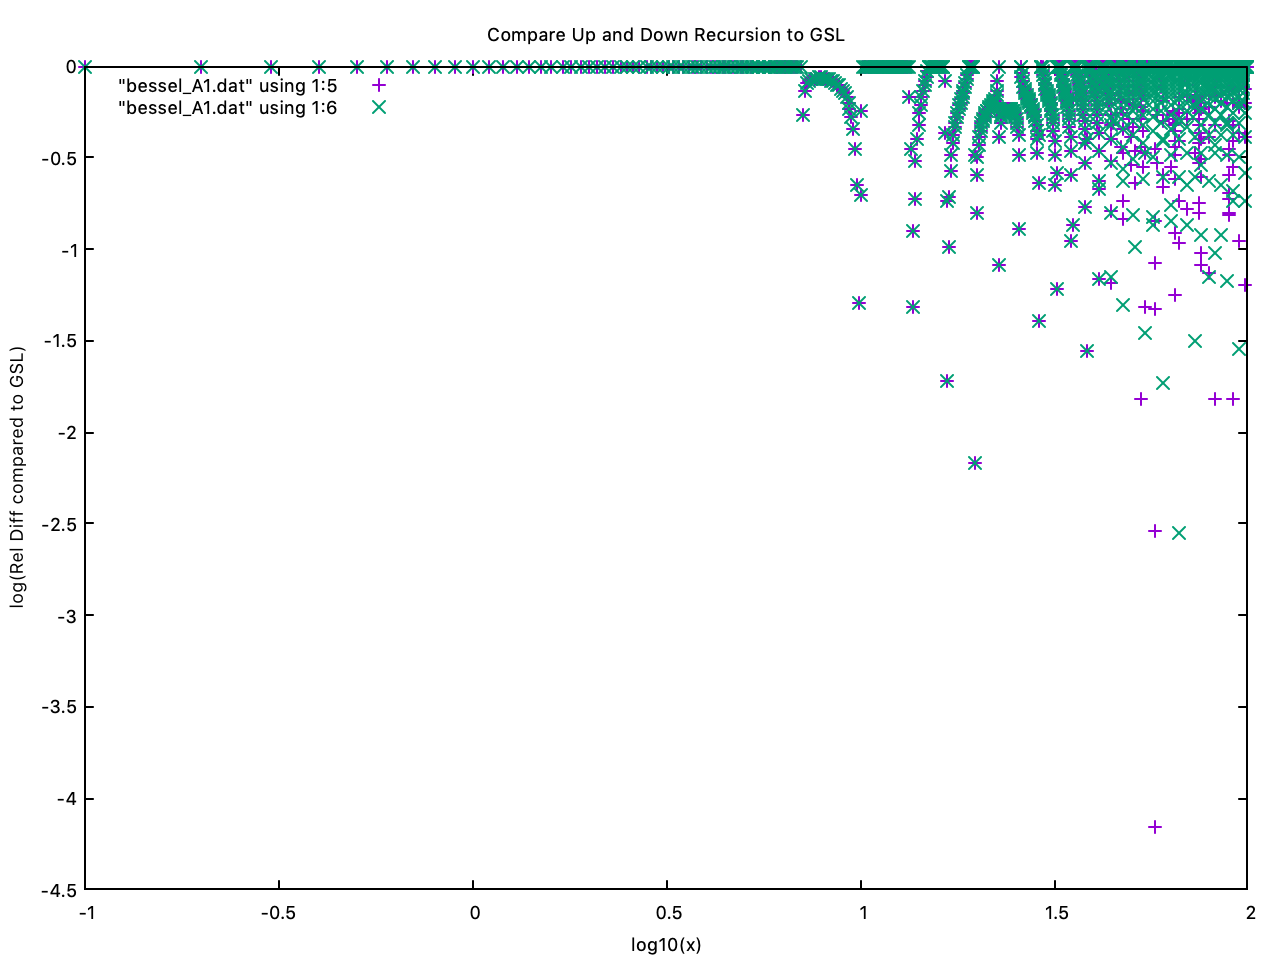 Compare Up and Down Recursion to GSL
"bessel_A1.dat" using 1:5
"bessel_A1.dat" using 1:6
0
-0.5
-1
-1.5
-2
-2.5
-3
-3.5
-4
-4.5
log(Rel Diff compared to GSL)
-1 -0.5 0 0.5 1 1.5 2
log10(x)